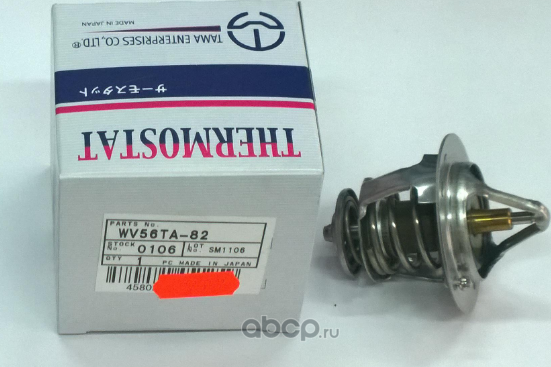 MADE IN JAPAN
TAMA ENTERPRISES CO., LTD.®
サーモスタット
THERMOSTAT
PARTS No.
WV56TA-82
STOCK No. 0106 LOT No. SM1106
QTY 1 PC MADE IN JAPAN
4580
abcp.ru